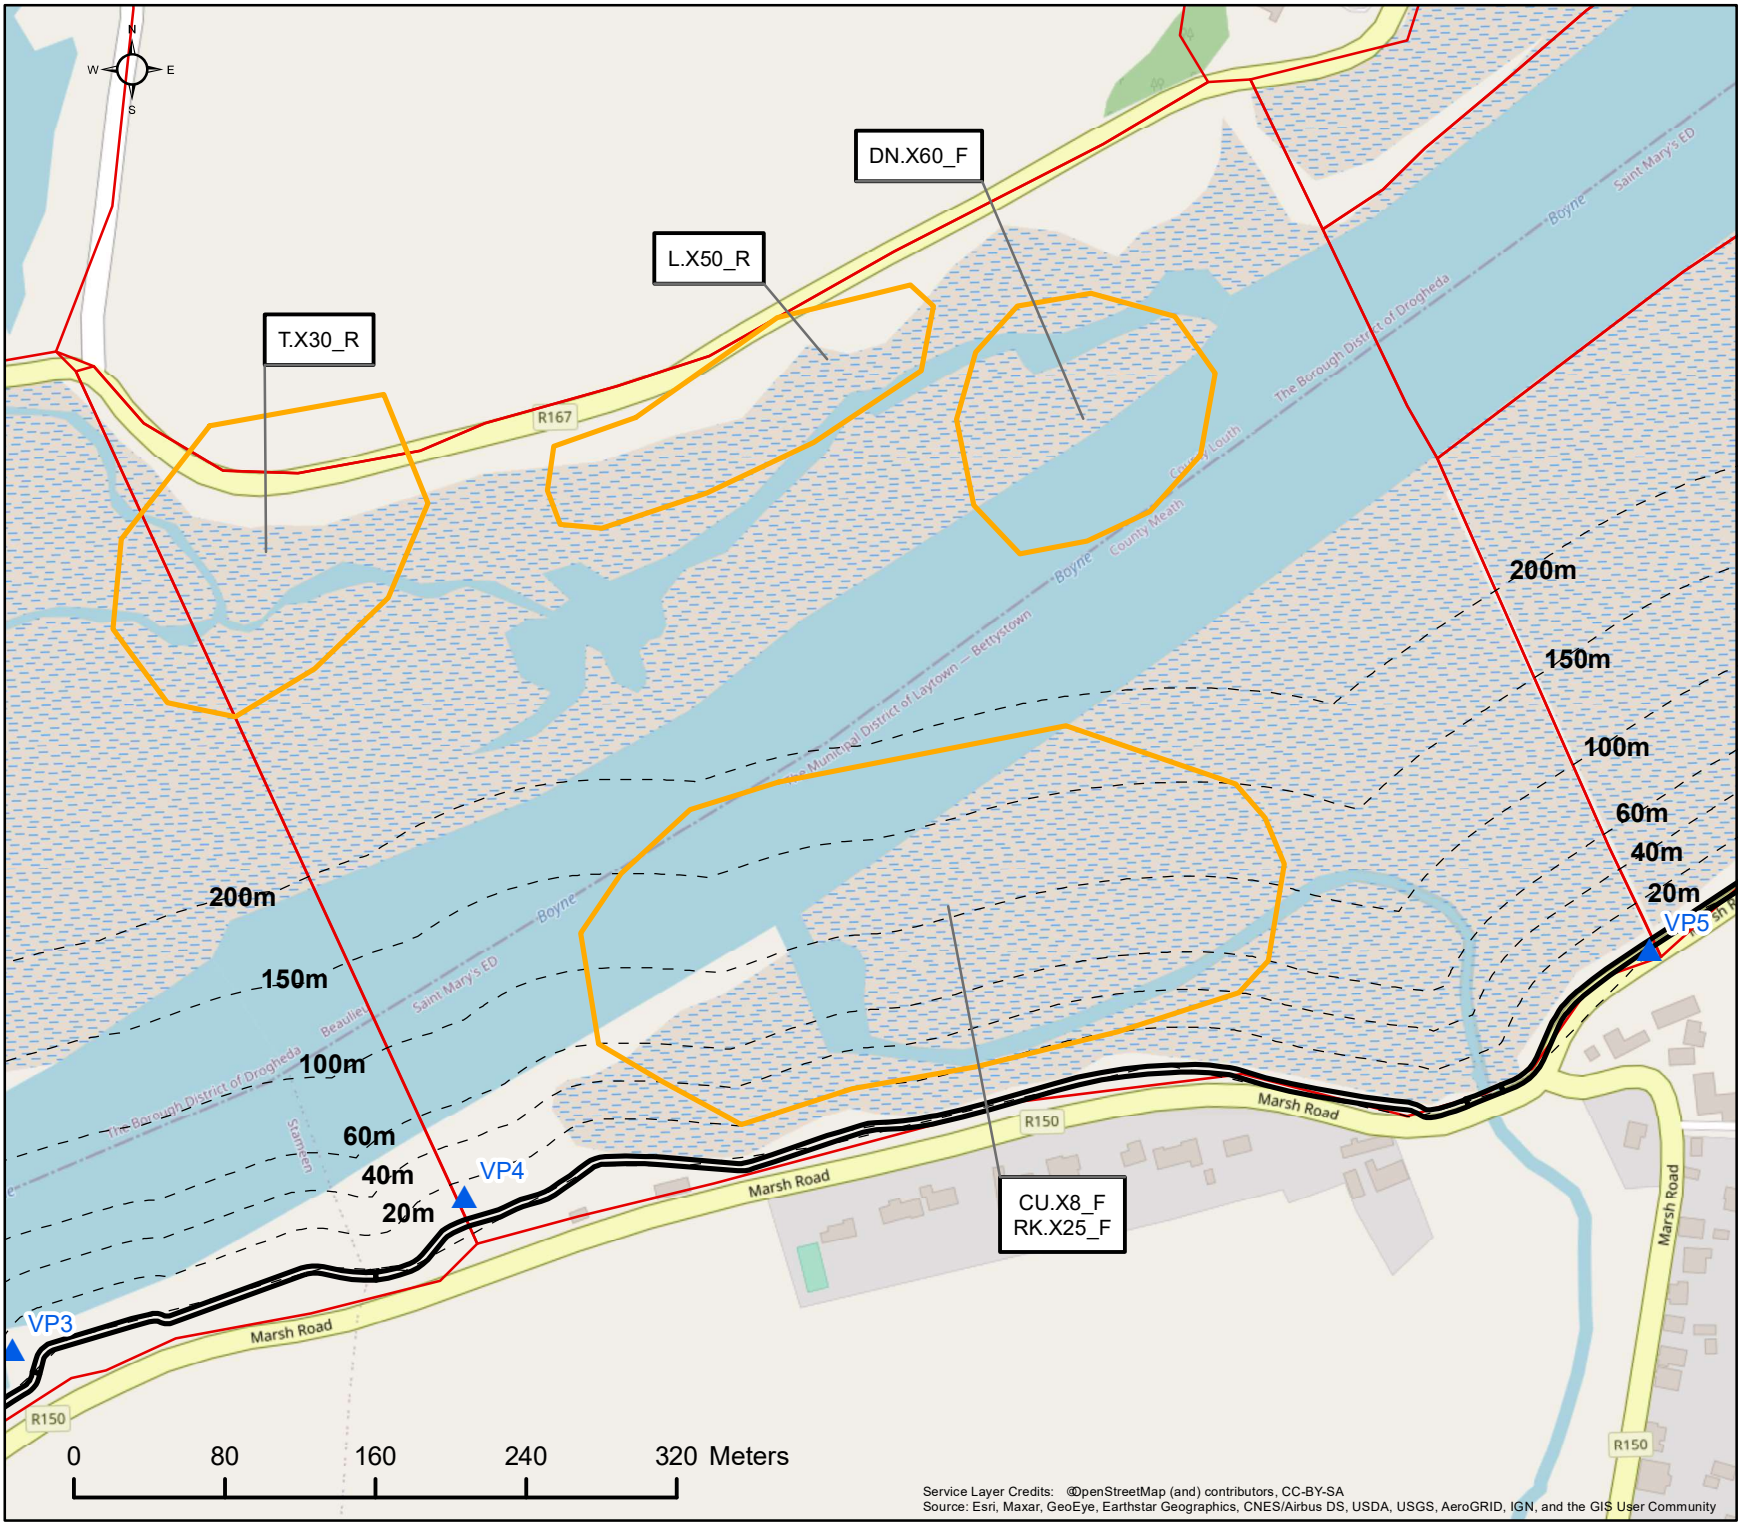 N
W E
S
DN.X60_F
Saint Mary's ED
Boyne
L.X50_R
The Borough District of Drogheda
T.X30_R
R167
County Louth
County Meath
Boyne
200m
The Municipal District of Laytown — Bettystown
150m
100m
60m
40m
20m
VP5
200m
Boyne
150m
Saint Mary's ED
Beaulieu
100m
The Borough District of Drogheda
60m
Stameen
40m
VP4
20m
R150
Marsh Road
Marsh Road
CU.X8_F
RK.X25_F
Marsh Road
VP3
Marsh Road
R150
R150
0 80 160 240 320 Meters
Service Layer Credits: ©OpenStreetMap (and) contributors, CC-BY-SA
Source: Esri, Maxar, GeoEye, Earthstar Geographics, CNES/Airbus DS, USDA, USGS, AeroGRID, IGN, and the GIS User Community